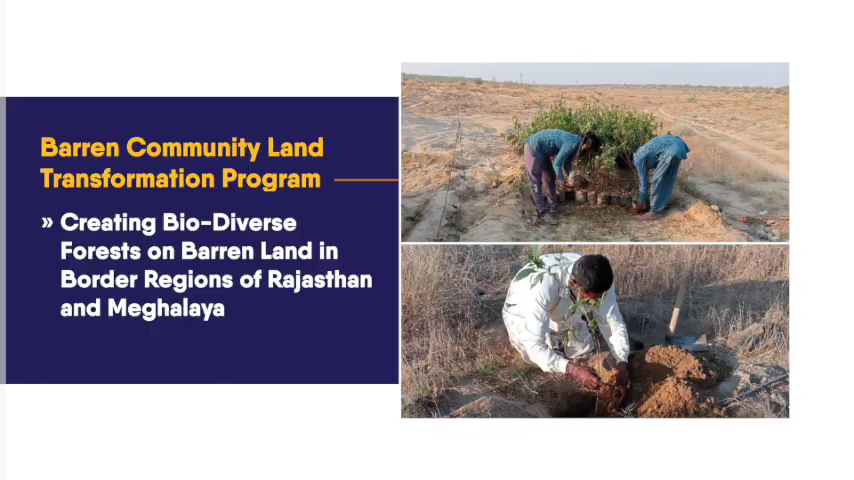 Barren Community Land
Transformation Program
» Creating Bio-Diverse
Forests on Barren Land in
Border Regions of Rajasthan
and Meghalaya